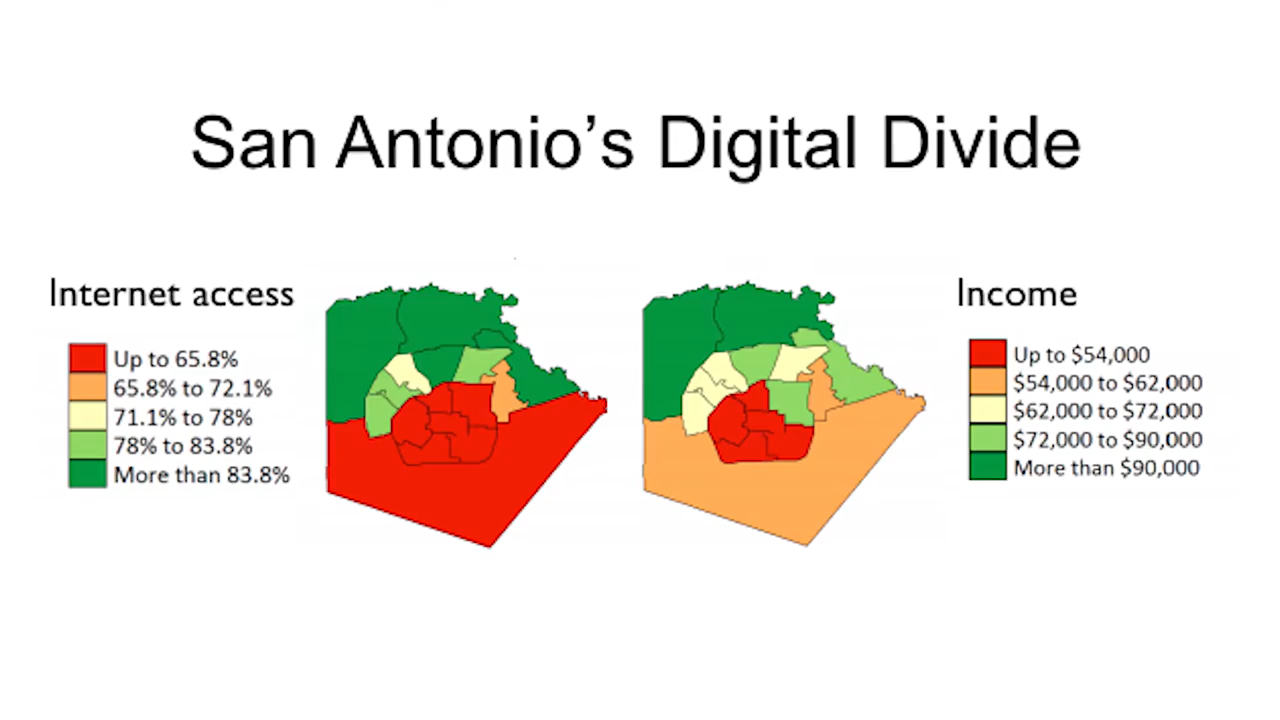 San Antonio’s Digital Divide
Internet access
Up to 65.8%
65.8% to 72.1%
71.1% to 78%
78% to 83.8%
More than 83.8%
Income
Up to $54,000
$54,000 to $62,000
$62,000 to $72,000
$72,000 to $90,000
More than $90,000